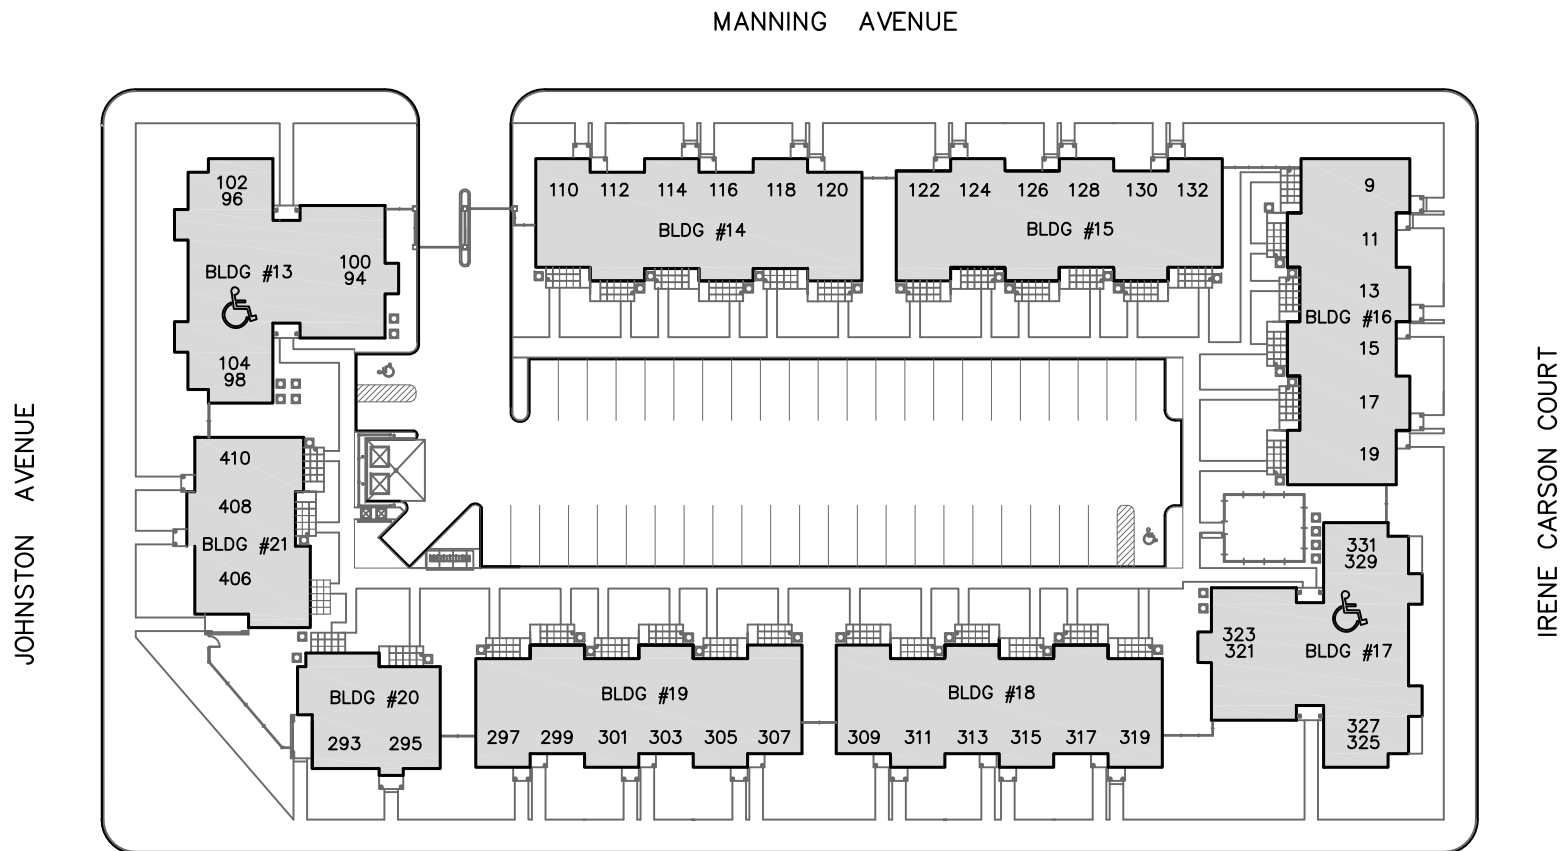 MANNING AVENUE
JOHNSTON AVENUE
IRENE CARSON COURT
102
96
100
94
BLDG #13
104
98
110 112 114 116 118 120
BLDG #14
122 124 126 128 130 132
BLDG #15
9
11
13
BLDG #16
15
17
19
410
408
BLDG #21
406
331
329
323
321
BLDG #17
327
325
BLDG #20
293 295
BLDG #19
297 299 301 303 305 307
BLDG #18
309 311 313 315 317 319